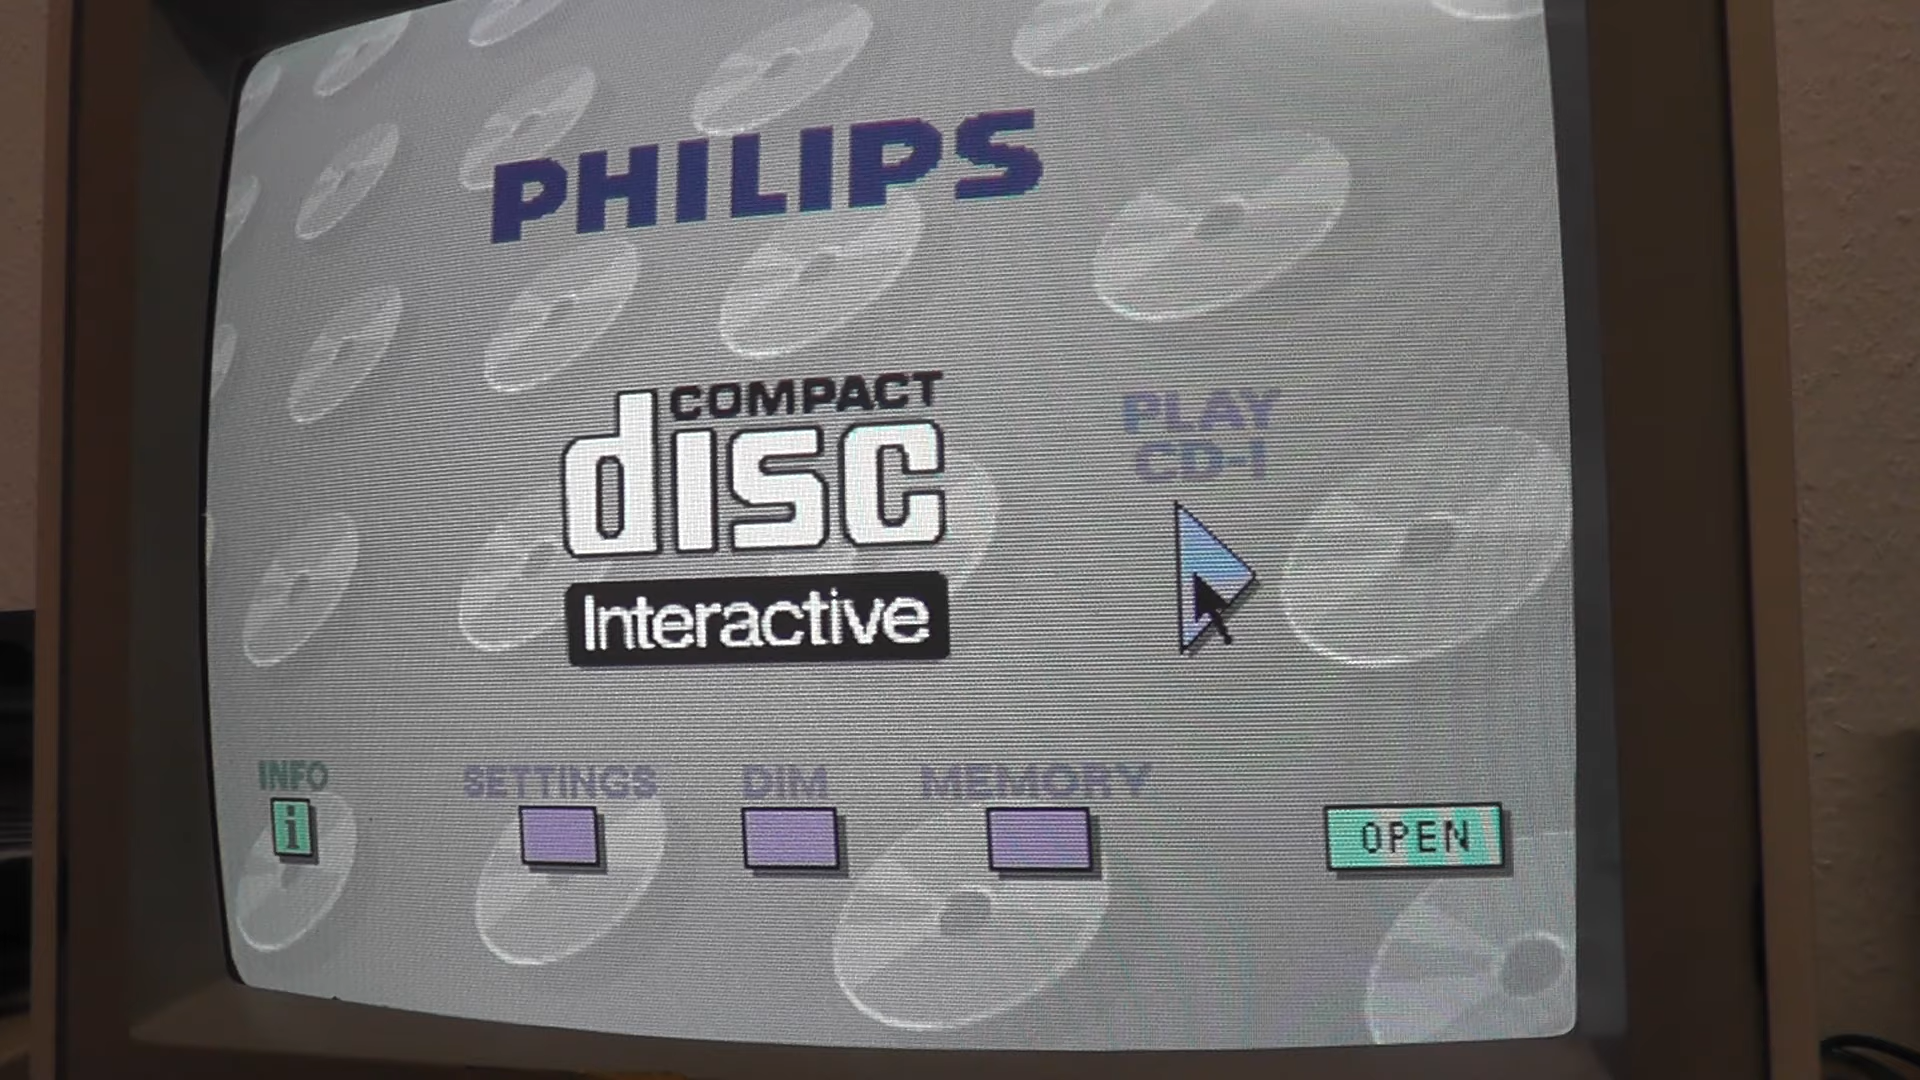 PHILIPS
COMPACT
disc
Interactive
PLAY
CD-I
INFO
i
SETTINGS
DIM
MEMORY
OPEN